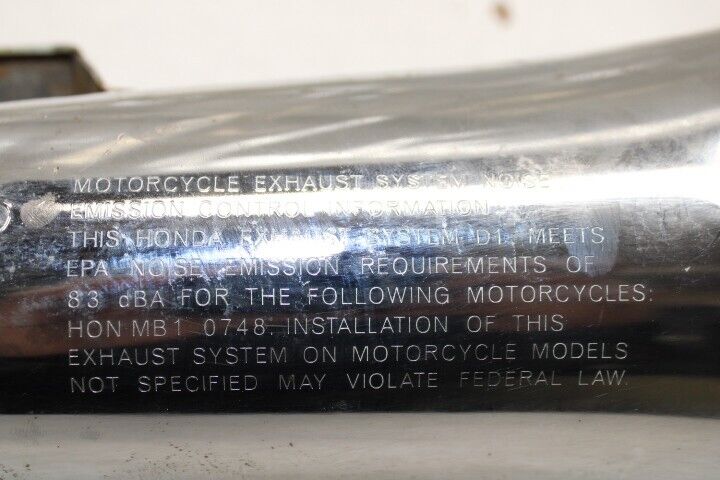 MOTORCYCLE EXHAUST SYSTEM NOISE
EMISSION CONTROL INFORMATION
THIS HONDA EXHAUST SYSTEM D1, MEETS
EPA NOISE EMISSION REQUIREMENTS OF
83 dBA FOR THE FOLLOWING MOTORCYCLES:
HON MB1 0748 INSTALLATION OF THIS
EXHAUST SYSTEM ON MOTORCYCLE MODELS
NOT SPECIFIED MAY VIOLATE FEDERAL LAW.